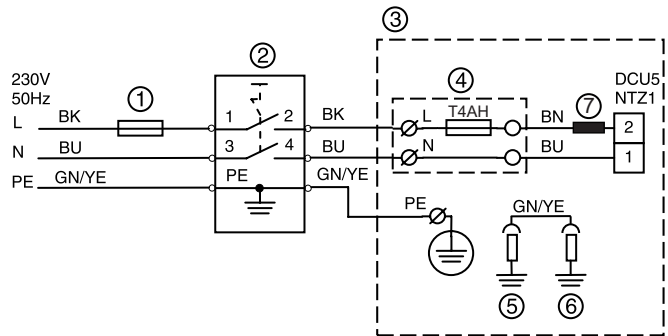 3
2
4
230V
50Hz
1
7
DCU5
NTZ1
L BK 1 2 BK L T4AH BN 2
N BU 3 4 BU N BU 1
PE GN/YE PE GN/YE
PE
GN/YE
5 6